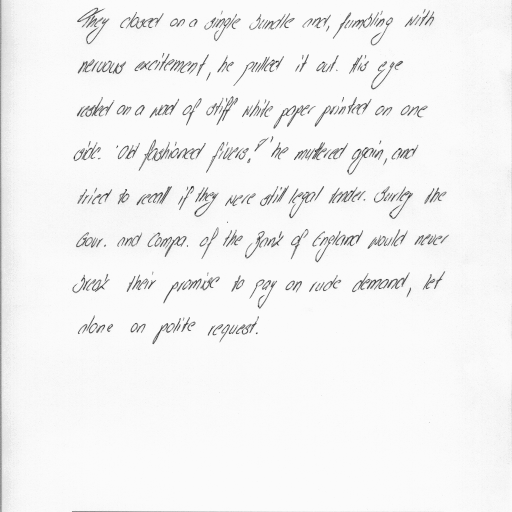 They closed on a single bundle and, fumbling with
nervous excitement, he pulled it out. His eye
rested on a wad of stiff white paper printed on one
side. 'Old fashioned fivers,?' he muttered again, and
tried to recall if they were still legal tender. Surley the
Gour. and Compa. of the Bank of England would never
break their promise to pay on rude demand, let
alone on polite request.